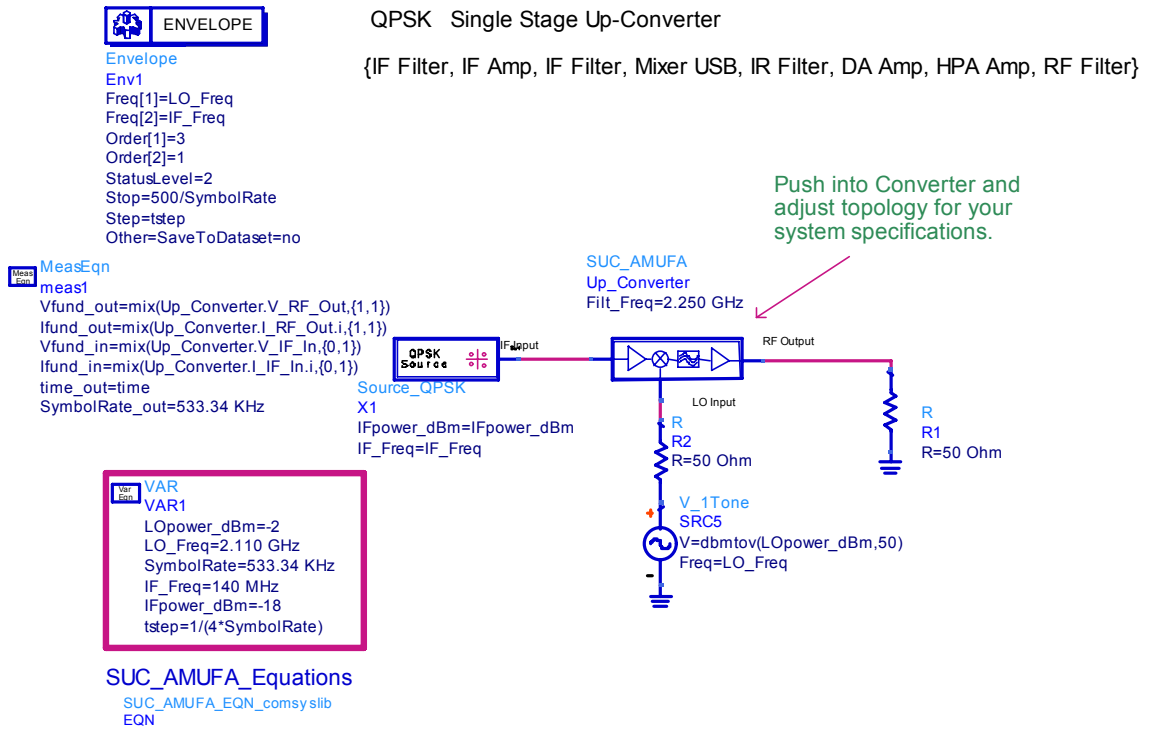 ENVELOPE
QPSK Single Stage Up-Converter
{IF Filter, IF Amp, IF Filter, Mixer USB, IR Filter, DA Amp, HPA Amp, RF Filter}
Envelope
Env1
Freq[1]=LO_Freq
Freq[2]=IF_Freq
Order[1]=3
Order[2]=1
StatusLevel=2
Stop=500/SymbolRate
Step=tstep
Other=SaveToDataset=no
Push into Converter and
adjust topology for your
system specifications.
Meas
Eqn
MeasEqn
meas1
Vfund_out=mix(Up_Converter.V_RF_Out,{1,1})
Ifund_out=mix(Up_Converter.I_RF_Out.i,{1,1})
Vfund_in=mix(Up_Converter.V_IF_In,{0,1})
Ifund_in=mix(Up_Converter.I_IF_In.i,{0,1})
time_out=time
SymbolRate_out=533.34 KHz
SUC_AMUFA
Up_Converter
Filt_Freq=2.250 GHz
QPSK
Source
IF Input
RF Output
LO Input
Source_QPSK
X1
IFpower_dBm=IFpower_dBm
IF_Freq=IF_Freq
R
R2
R=50 Ohm
R
R1
R=50 Ohm
V_1Tone
SRC5
V=dbmtov(LOpower_dBm,50)
Freq=LO_Freq
Var
Eqn
VAR
VAR1
LOpower_dBm=-2
LO_Freq=2.110 GHz
SymbolRate=533.34 KHz
IF_Freq=140 MHz
IFpower_dBm=-18
tstep=1/(4*SymbolRate)
SUC_AMUFA_Equations
SUC_AMUFA_EQN_comsyslib
EQN